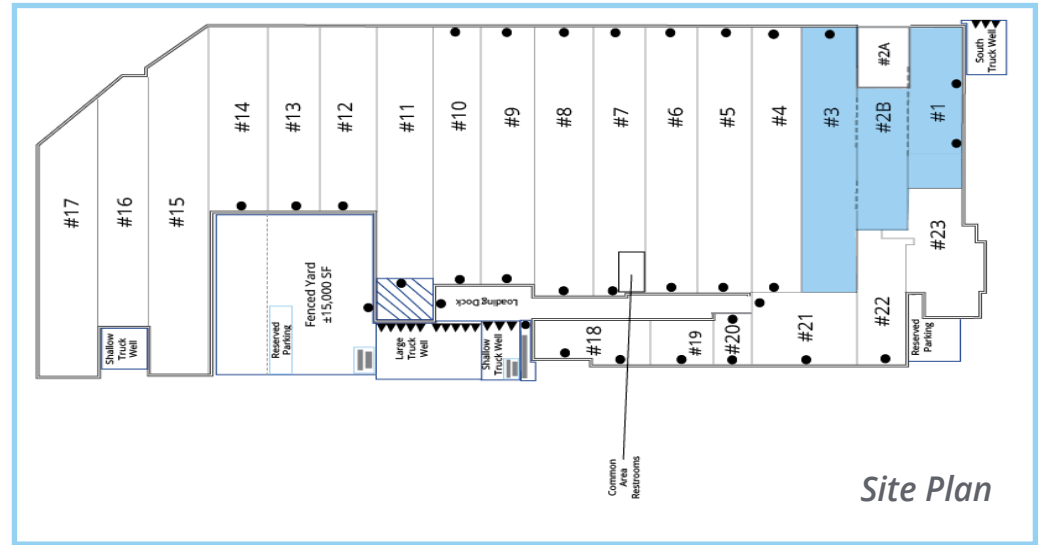 #17
#16
#15
#14
#13
#12
#11
#10
#9
#8
#7
#6
#5
#4
#3
#2A
#2B
#1
South
Truck Well
#23
Fenced Yard
±15,000 SF
Reserved
Parking
Shallow
Truck
Well
Large
Truck
Well
Shallow
Truck Well
Loading Dock
#18
#19
#20
#21
#22
Reserved
Parking
Common
Area
Restrooms
Site Plan